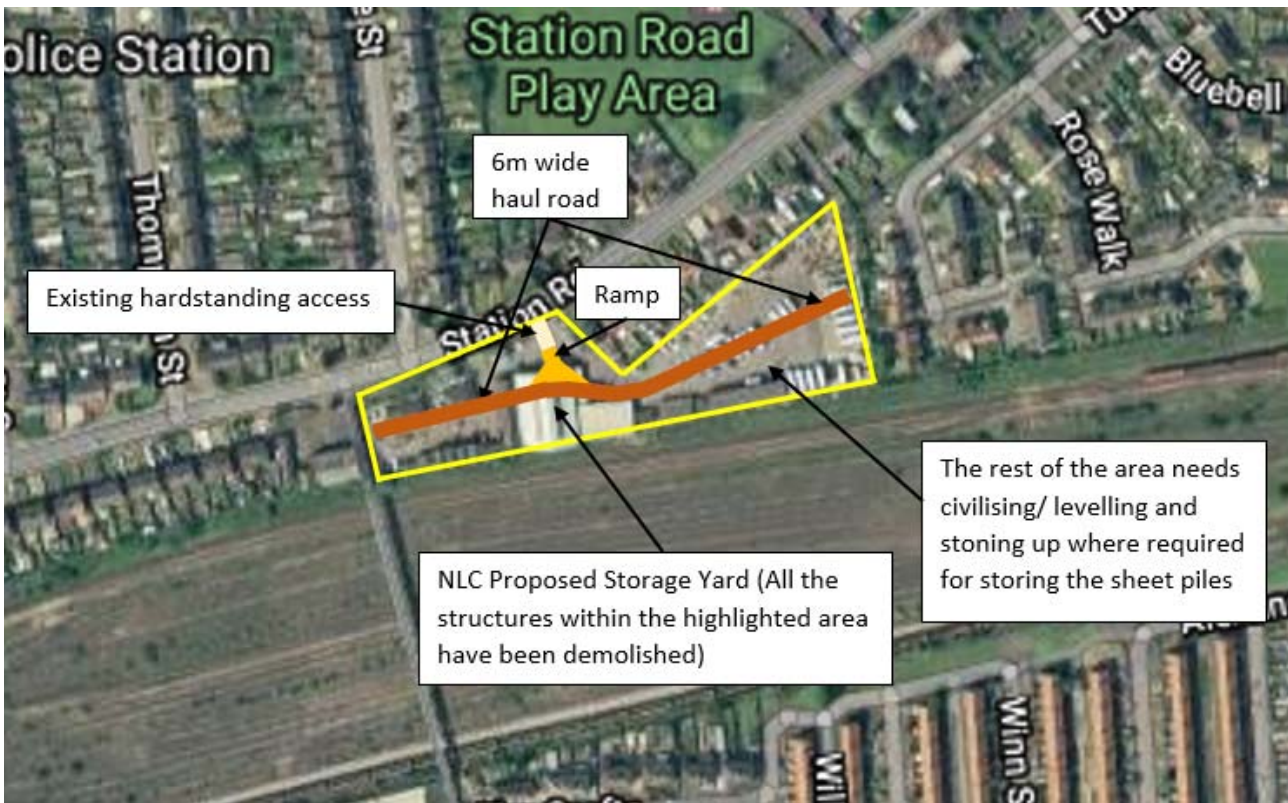 olice Station
Station Road
Play Area
Bluebell
Rose Walk
6m wide
haul road
Existing hardstanding access
Ramp
Station Ro
The rest of the area needs
civilising/ levelling and
stoning up where required
for storing the sheet piles
NLC Proposed Storage Yard (All the
structures within the highlighted area
have been demolished)
Winn S